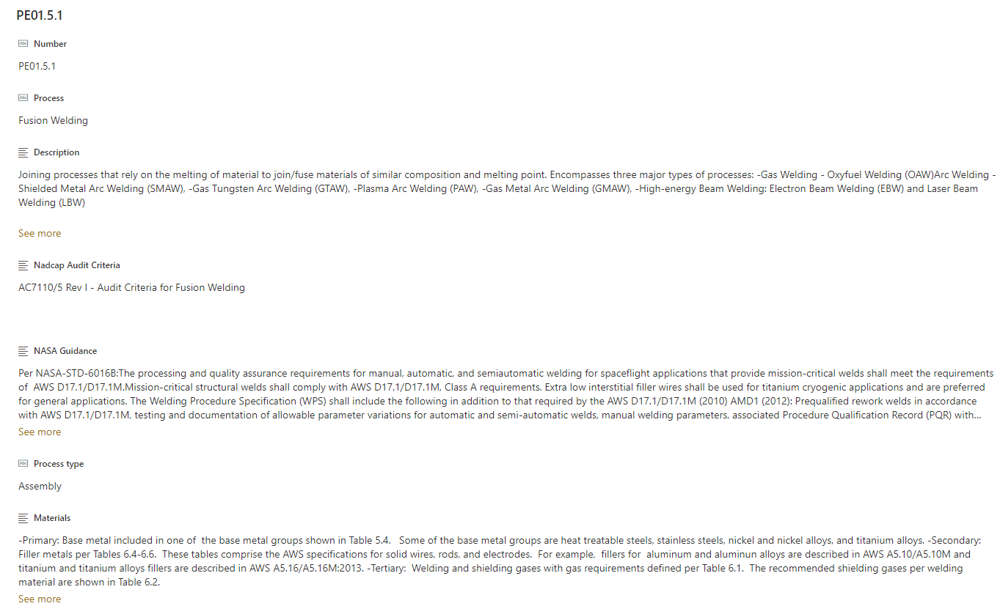 PE01.5.1
Abc Number
PE01.5.1
Abc Process
Fusion Welding
Description
Joining processes that rely on the melting of material to join/fuse materials of similar composition and melting point. Encompasses three major types of processes: -Gas Welding - Oxyfuel Welding (OAW)Arc Welding -
Shielded Metal Arc Welding (SMAW), -Gas Tungsten Arc Welding (GTAW), -Plasma Arc Welding (PAW), -Gas Metal Arc Welding (GMAW), -High-energy Beam Welding: Electron Beam Welding (EBW) and Laser Beam
Welding (LBW)
See more
Nadcap Audit Criteria
AC7110/5 Rev I - Audit Criteria for Fusion Welding
NASA Guidance
Per NASA-STD-6016B:The processing and quality assurance requirements for manual, automatic, and semiautomatic welding for spaceflight applications that provide mission-critical welds shall meet the requirements
of  AWS D17.1/D17.1M.Mission-critical structural welds shall comply with AWS D17.1/D17.1M, Class A requirements. Extra low interstitial filler wires shall be used for titanium cryogenic applications and are preferred
for general applications. The Welding Procedure Specification (WPS) shall include the following in addition to that required by the AWS D17.1/D17.1M (2010) AMD1 (2012): Prequalified rework welds in accordance
with AWS D17.1/D17.1M, testing and documentation of allowable parameter variations for automatic and semi-automatic welds, manual welding parameters, associated Procedure Qualification Record (PQR) with...
See more
Abc Process type
Assembly
Materials
-Primary: Base metal included in one of  the base metal groups shown in Table 5.4.   Some of the base metal groups are heat treatable steels, stainless steels, nickel and nickel alloys, and titanium alloys. -Secondary:
Filler metals per Tables 6.4-6.6.  These tables comprise the AWS specifications for solid wires, rods, and electrodes.  For example,  fillers for  aluminum and aluminun alloys are described in AWS A5.10/A5.10M and
titanium and titanium alloys fillers are described in AWS A5.16/A5.16M:2013. -Tertiary:  Welding and shielding gases with gas requirements defined per Table 6.1.  The recommended shielding gases per welding
material are shown in Table 6.2.
See more